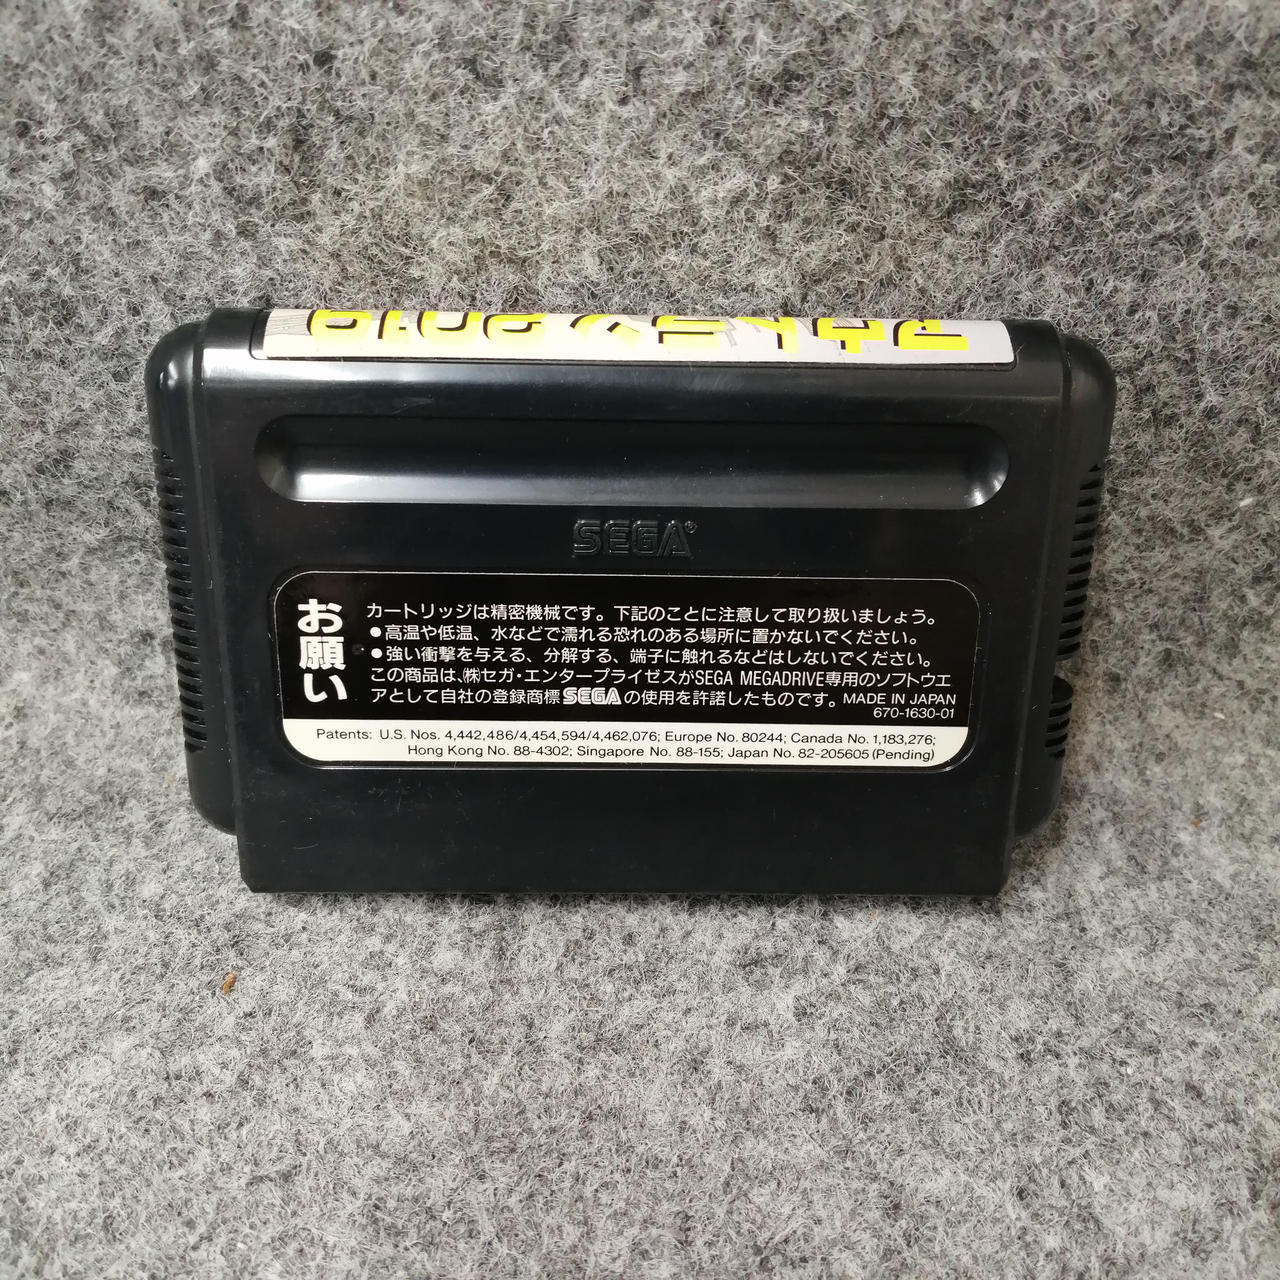 アウトラン2019
SEGA®
お願い
カートリッジは精密機械です。下記のことに注意して取り扱いましょう。
●高温や低温、水などで濡れる恐れのある場所に置かないでください。
●強い衝撃を与える、分解する、端子に触れるなどはしないでください。
この商品は、㈱セガ・エンタープライゼスがSEGA MEGADRIVE専用のソフトウエ
アとして自社の登録商標SEGAの使用を許諾したものです。MADE IN JAPAN
670-1630-01
Patents: U.S. Nos. 4,442,486/4,454,594/4,462,076; Europe No. 80244; Canada No. 1,183,276;
Hong Kong No. 88-4302; Singapore No. 88-155; Japan No. 82-205605 (Pending)